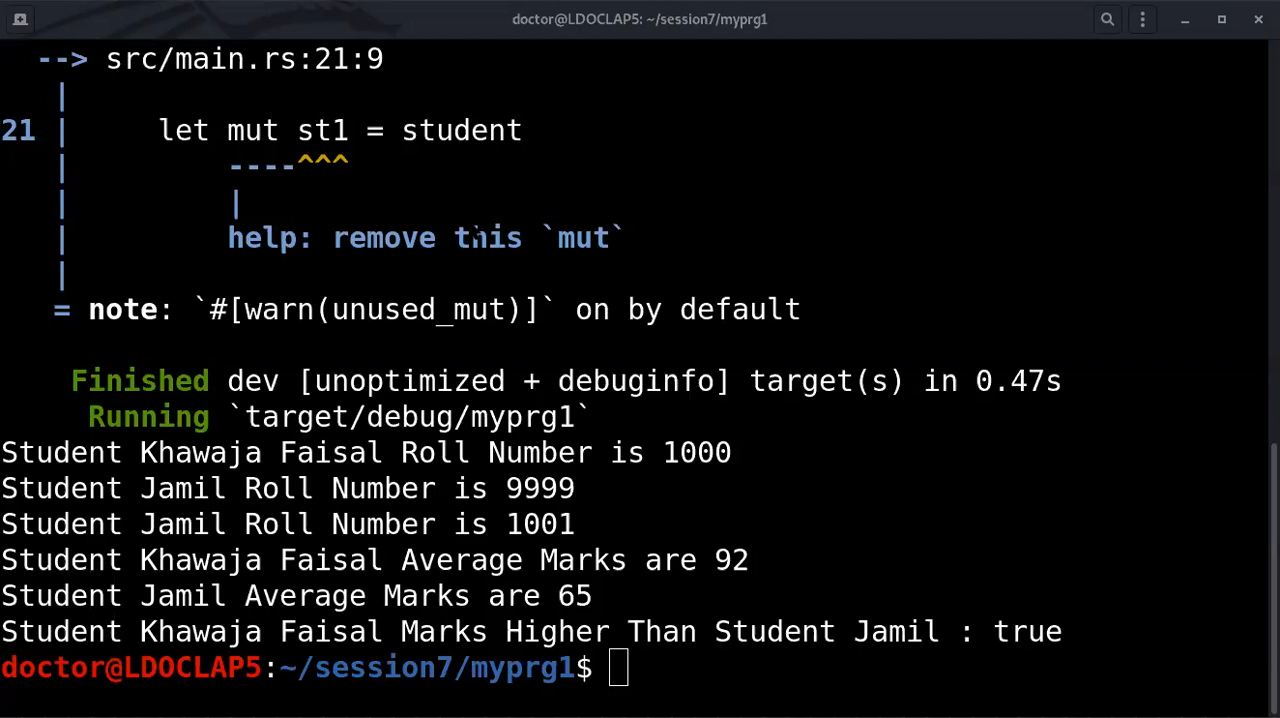 doctor@LDOCLAP5: ~/session7/myprg1
--> src/main.rs:21:9
|
21 |     let mut st1 = student
|         ----^^^
|         |
|         help: remove this `mut`
|
= note: `#[warn(unused_mut)]` on by default
Finished dev [unoptimized + debuginfo] target(s) in 0.47s
Running `target/debug/myprg1`
Student Khawaja Faisal Roll Number is 1000
Student Jamil Roll Number is 9999
Student Jamil Roll Number is 1001
Student Khawaja Faisal Average Marks are 92
Student Jamil Average Marks are 65
Student Khawaja Faisal Marks Higher Than Student Jamil : true
doctor@LDOCLAP5:~/session7/myprg1$